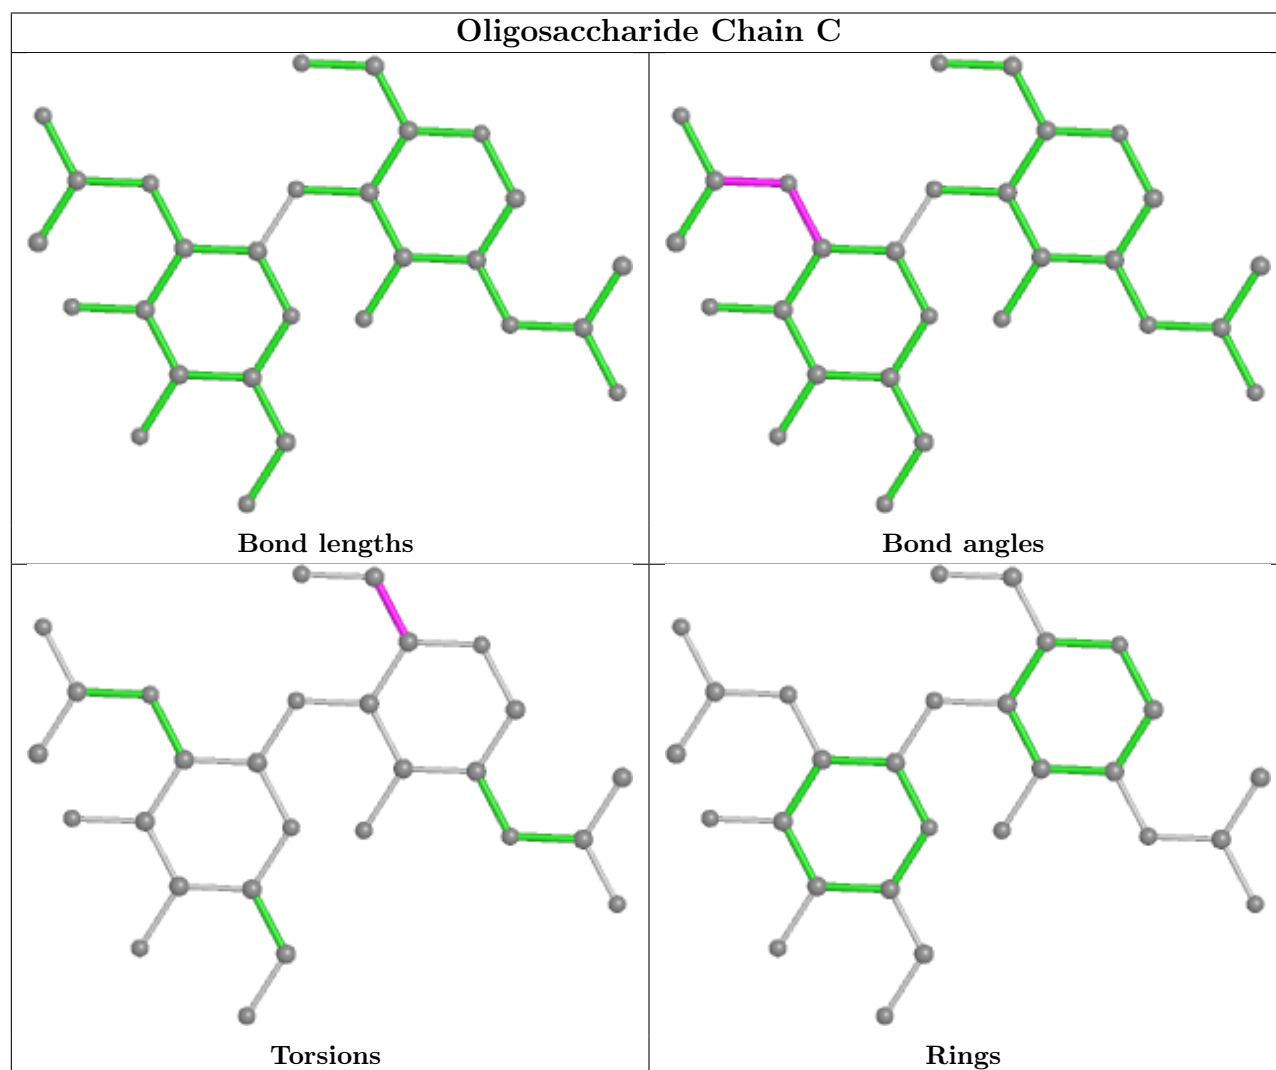 Oligosaccharide Chain C
Bond lengths
Bond angles
Torsions
Rings